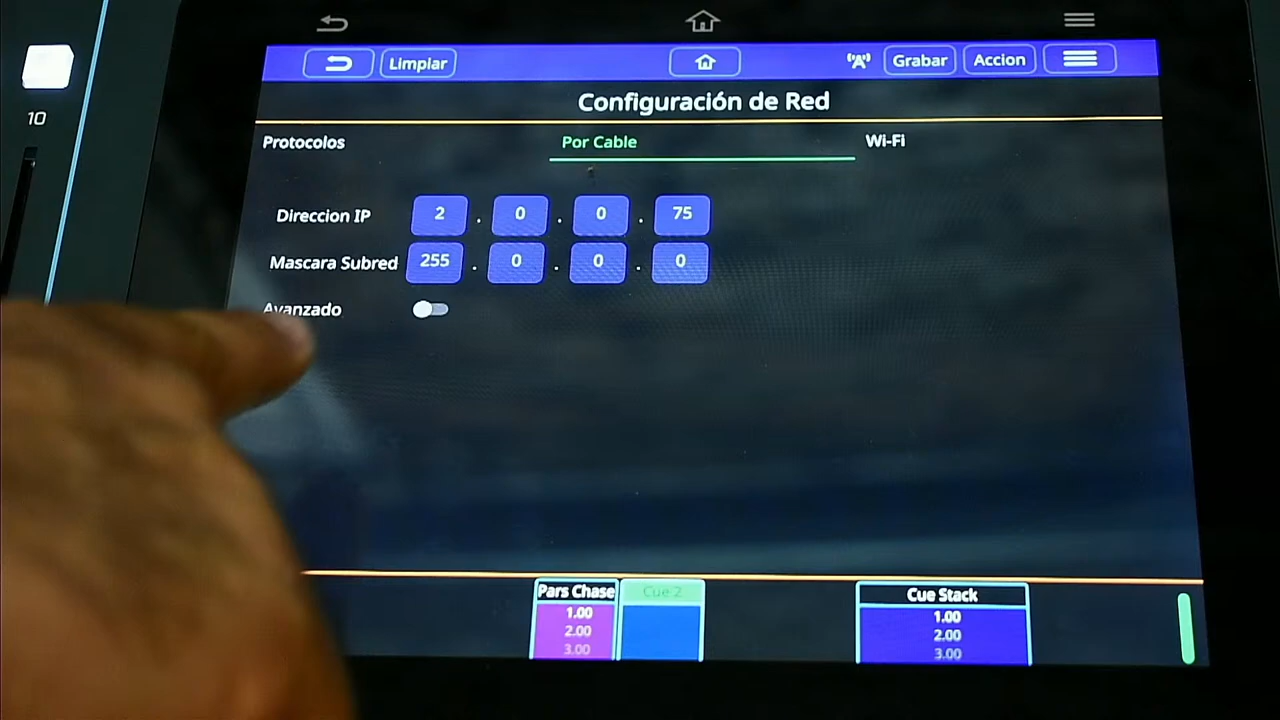 Limpiar
Grabar
Accion
Configuración de Red
Protocolos
Por Cable
Wi-Fi
10
Direccion IP 2 . 0 . 0 . 75
Mascara Subred 255 . 0 . 0 . 0
Avanzado
Pars Chase
1.00
2.00
3.00
Cue 2
Cue Stack
1.00
2.00
3.00